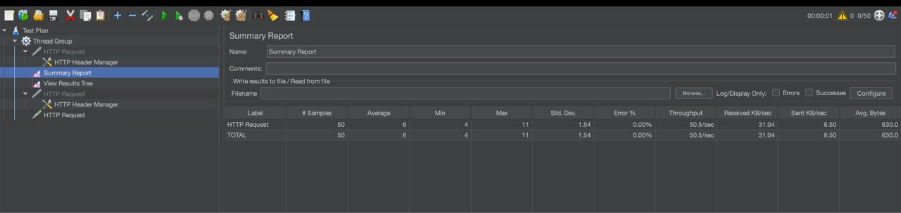 00:00:01 0 0/50
Test Plan
Thread Group
HTTP Request
HTTP Header Manager
Summary Report
View Results Tree
HTTP Request
HTTP Header Manager
HTTP Request
Summary Report
Name: Summary Report
Comments:
Write results to file / Read from file
Filename Browse... Log/Display Only: Errors Successes Configure
Label # Samples Average Min Max Std. Dev. Error % Throughput Received KB/sec Sent KB/sec Avg. Bytes
HTTP Request 50 6 4 11 1.54 0.00% 50.5/sec 31.04 6.50 630.0
TOTAL 50 6 4 11 1.54 0.00% 50.5/sec 31.04 6.50 630.0